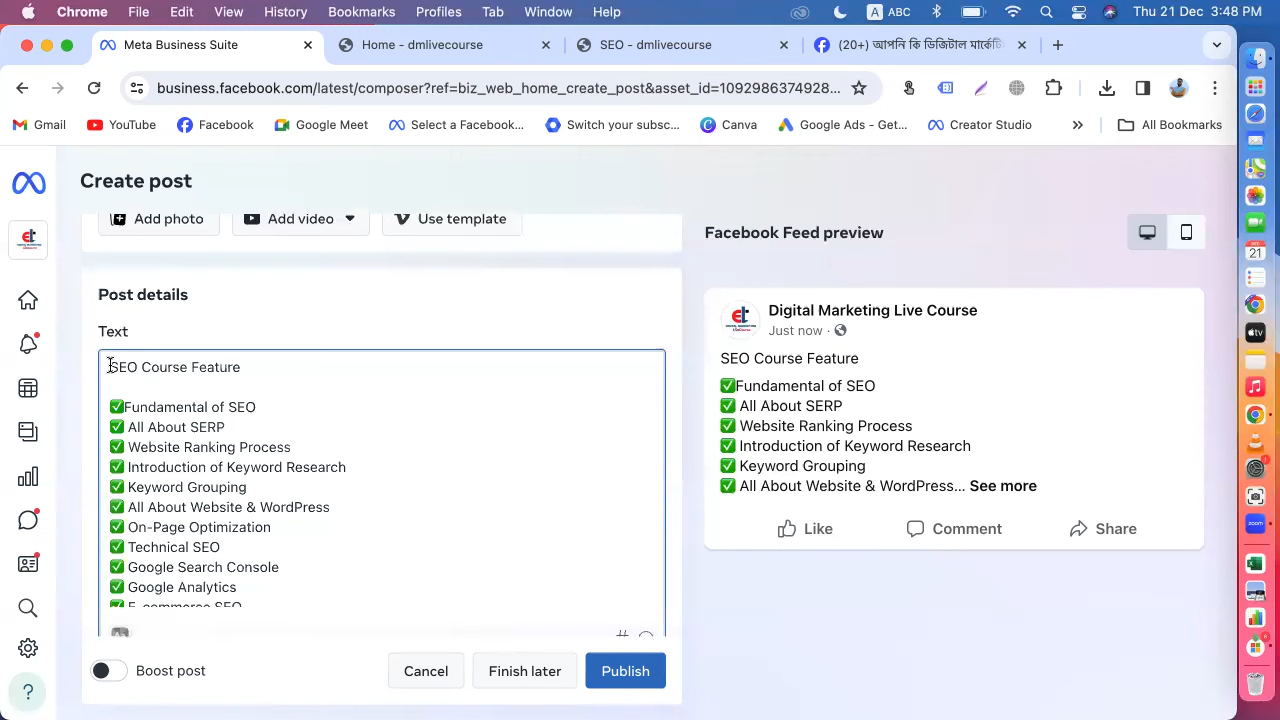 Chrome File Edit View History Bookmarks Profiles Tab Window Help A ABC Thu 21 Dec 3:48 PM
Meta Business Suite Home - dmlivecourse SEO - dmlivecourse (20+) আপনি কি ডিজিটাল মার্কেটিং
business.facebook.com/latest/composer?ref=biz_web_home_create_post&asset_id=1092986374928...
Gmail YouTube Facebook Google Meet Select a Facebook... Switch your subsc... Canva Google Ads - Get... Creator Studio » All Bookmarks
Create post
Add photo Add video Use template
Post details
Text
SEO Course Feature
✅Fundamental of SEO
✅ All About SERP
✅ Website Ranking Process
✅ Introduction of Keyword Research
✅ Keyword Grouping
✅ All About Website & WordPress
✅ On-Page Optimization
✅ Technical SEO
✅ Google Search Console
✅ Google Analytics
✅ E-commerce SEO
Boost post Cancel Finish later Publish
Facebook Feed preview
Digital Marketing Live Course
Just now ·
SEO Course Feature
✅Fundamental of SEO
✅ All About SERP
✅ Website Ranking Process
✅ Introduction of Keyword Research
✅ Keyword Grouping
✅ All About Website & WordPress... See more
Like Comment Share
21
tv
zoom